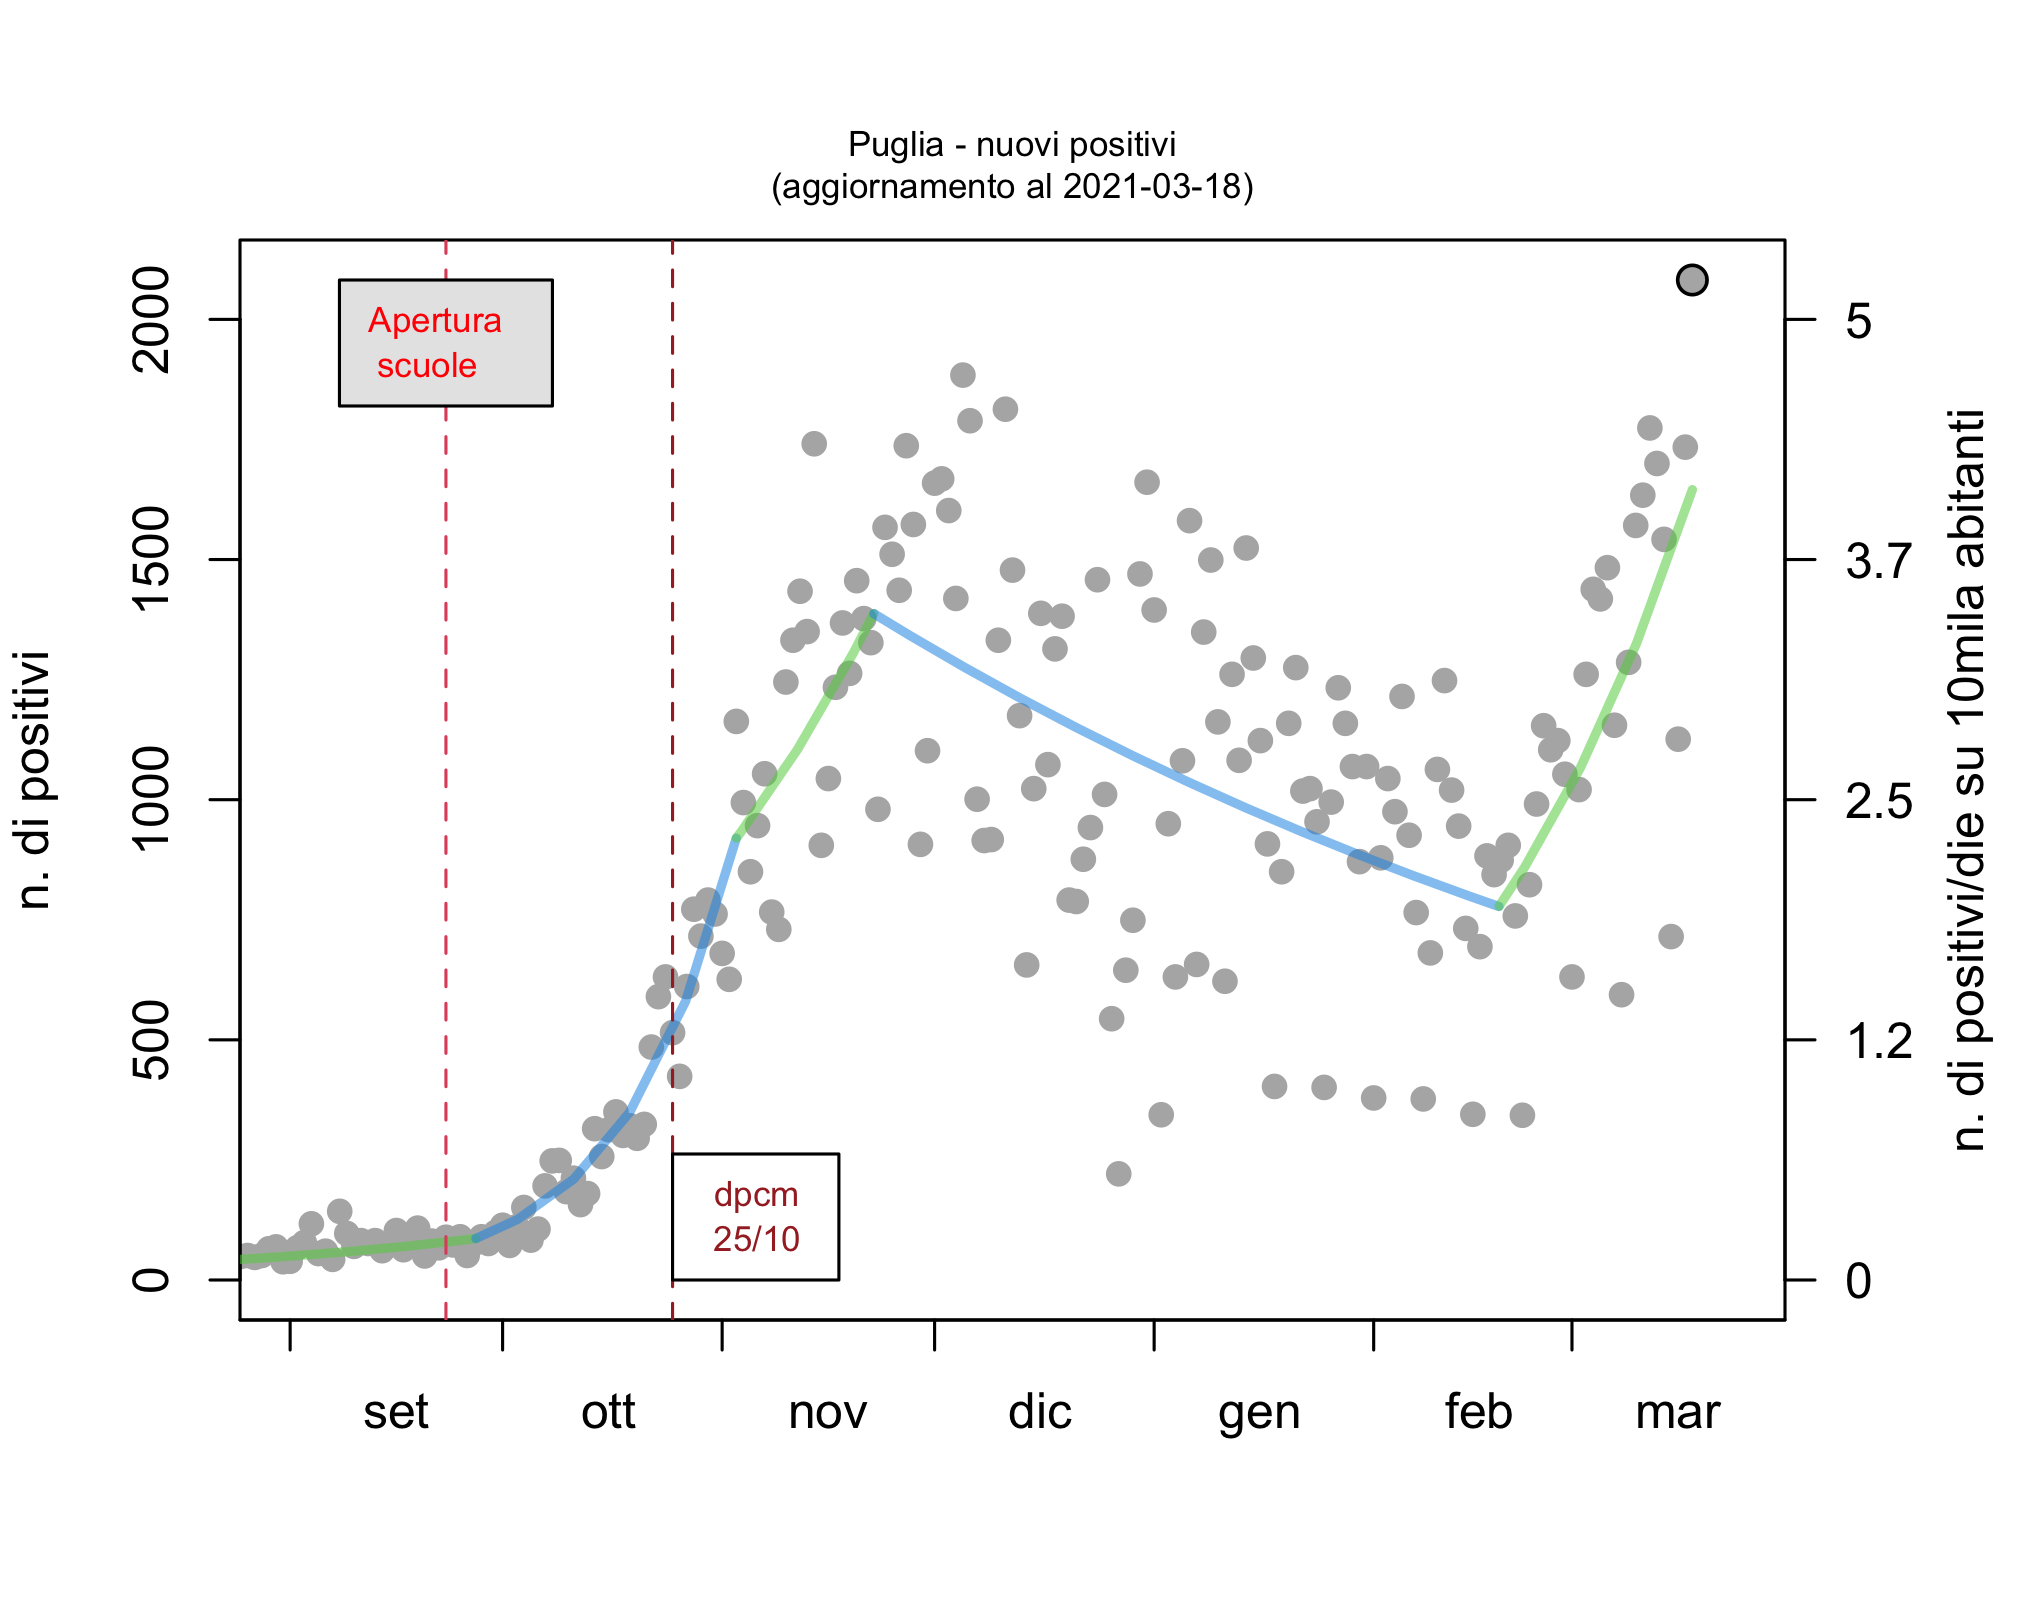 Puglia - nuovi positivi
(aggiornamento al 2021-03-18)
n. di positivi
2000
1500
1000
500
0
Apertura
scuole
dpcm
25/10
5
3.7
2.5
1.2
0
n. di positivi/die su 10mila abitanti
set ott nov dic gen feb mar